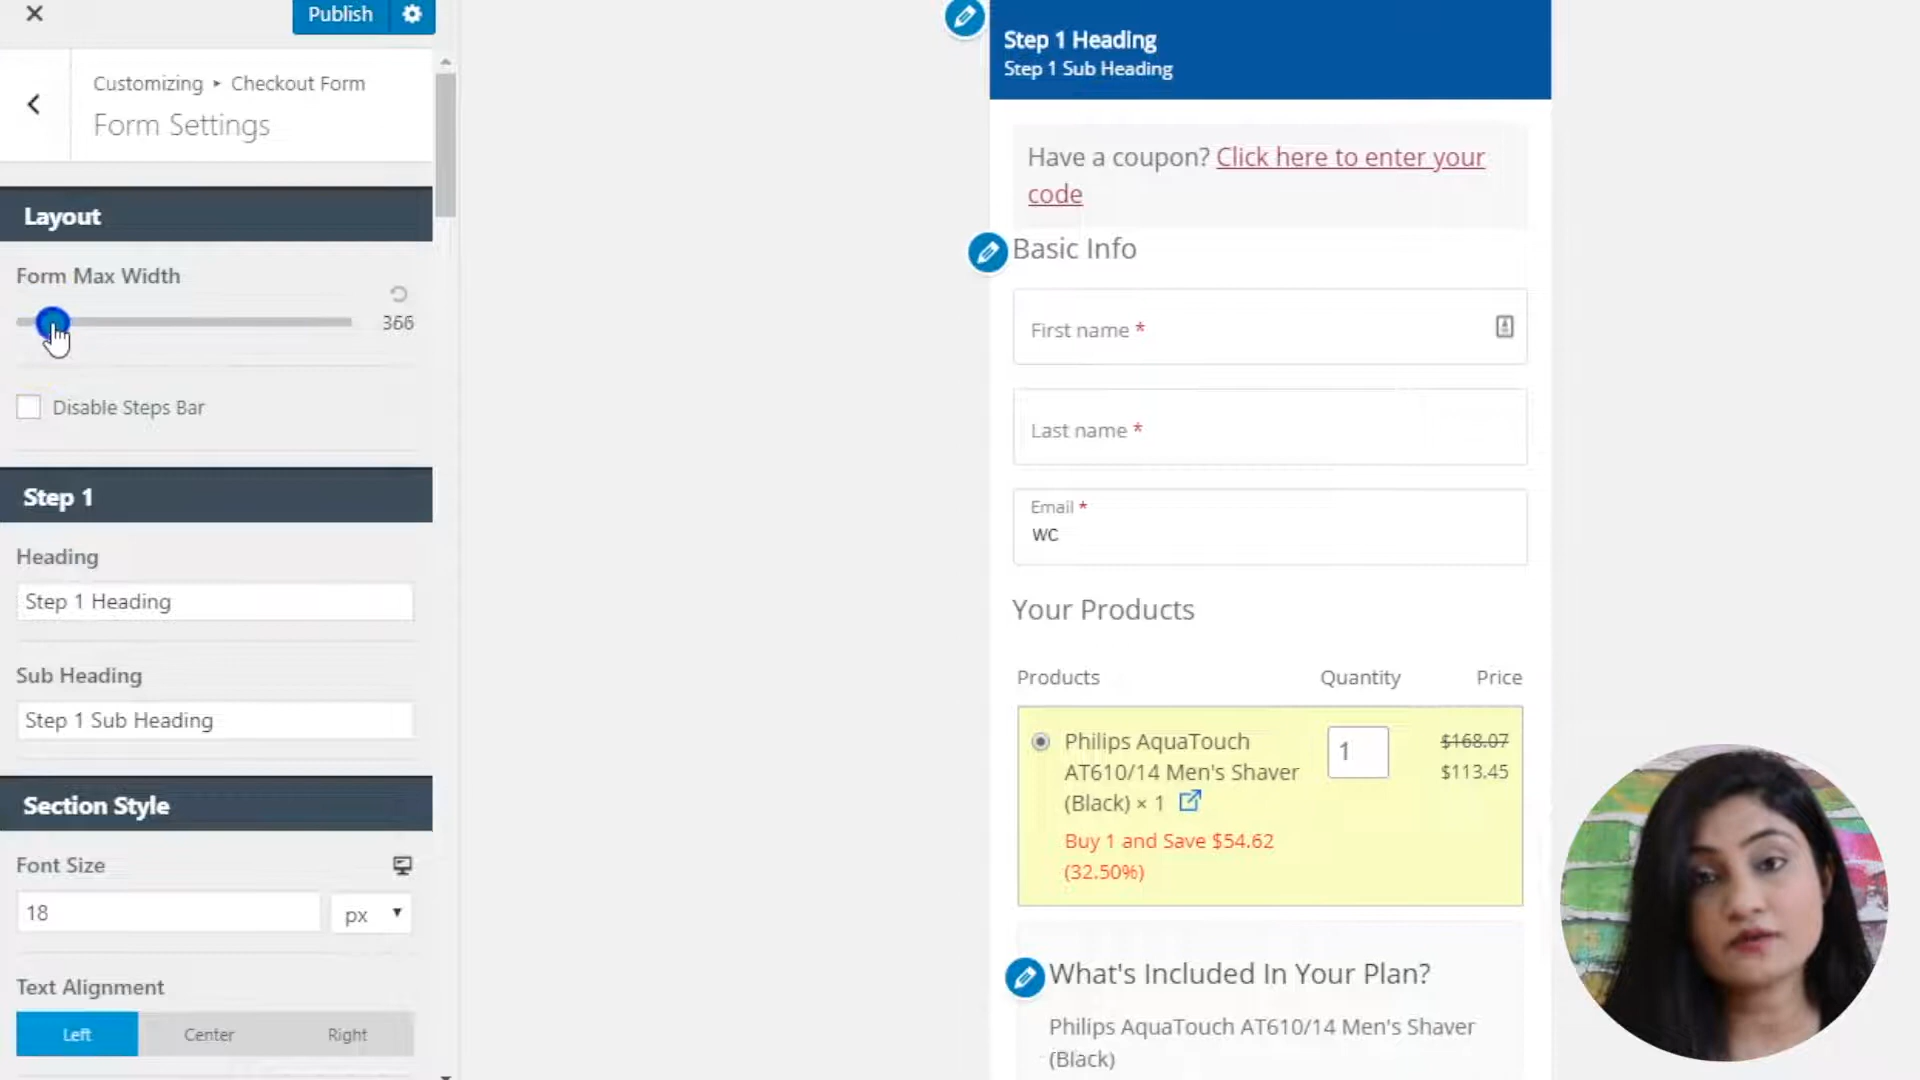 Publish
Customizing ▸ Checkout Form
Form Settings
Layout
Form Max Width
366
Disable Steps Bar
Step 1
Heading
Step 1 Heading
Sub Heading
Step 1 Sub Heading
Section Style
Font Size
18
px
Text Alignment
Left
Center
Right
Step 1 Heading
Step 1 Sub Heading
Have a coupon? Click here to enter your
code
Basic Info
First name *
Last name *
Email *
wc
Your Products
Products Quantity Price
Philips AquaTouch
AT610/14 Men's Shaver
(Black) × 1
1
$168.07
$113.45
Buy 1 and Save $54.62
(32.50%)
What's Included In Your Plan?
Philips AquaTouch AT610/14 Men's Shaver
(Black)